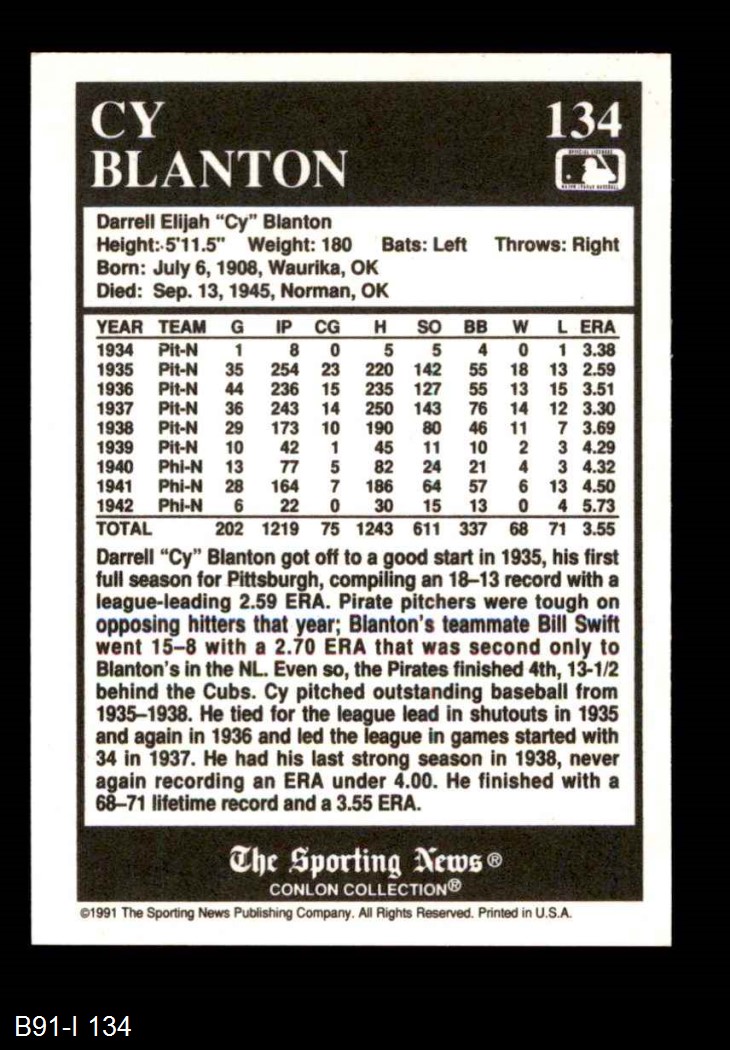 CY 134
BLANTON
Darrell Elijah "Cy" Blanton
Height: 5'11.5" Weight: 180 Bats: Left Throws: Right
Born: July 6, 1908, Waurika, OK
Died: Sep. 13, 1945, Norman, OK
YEAR TEAM G IP CG H SO BB W L ERA
1934 Pit-N 1 8 0 5 5 4 0 1 3.38
1935 Pit-N 35 254 23 220 142 55 18 13 2.59
1936 Pit-N 44 236 15 235 127 55 13 15 3.51
1937 Pit-N 36 243 14 250 143 76 14 12 3.30
1938 Pit-N 29 173 10 190 80 46 11 7 3.69
1939 Pit-N 10 42 1 45 11 10 2 3 4.29
1940 Phi-N 13 77 5 82 24 21 4 3 4.32
1941 Phi-N 28 164 7 186 64 57 6 13 4.50
1942 Phi-N 6 22 0 30 15 13 0 4 5.73
TOTAL 202 1219 75 1243 611 337 68 71 3.55
Darrell "Cy" Blanton got off to a good start in 1935, his first
full season for Pittsburgh, compiling an 18–13 record with a
league-leading 2.59 ERA. Pirate pitchers were tough on
opposing hitters that year; Blanton's teammate Bill Swift
went 15–8 with a 2.70 ERA that was second only to
Blanton's in the NL. Even so, the Pirates finished 4th, 13-1/2
behind the Cubs. Cy pitched outstanding baseball from
1935–1938. He tied for the league lead in shutouts in 1935
and again in 1936 and led the league in games started with
34 in 1937. He had his last strong season in 1938, never
again recording an ERA under 4.00. He finished with a
68–71 lifetime record and a 3.55 ERA.
The Sporting News®
CONLON COLLECTION®
©1991 The Sporting News Publishing Company. All Rights Reserved. Printed in U.S.A.
B91-I 134